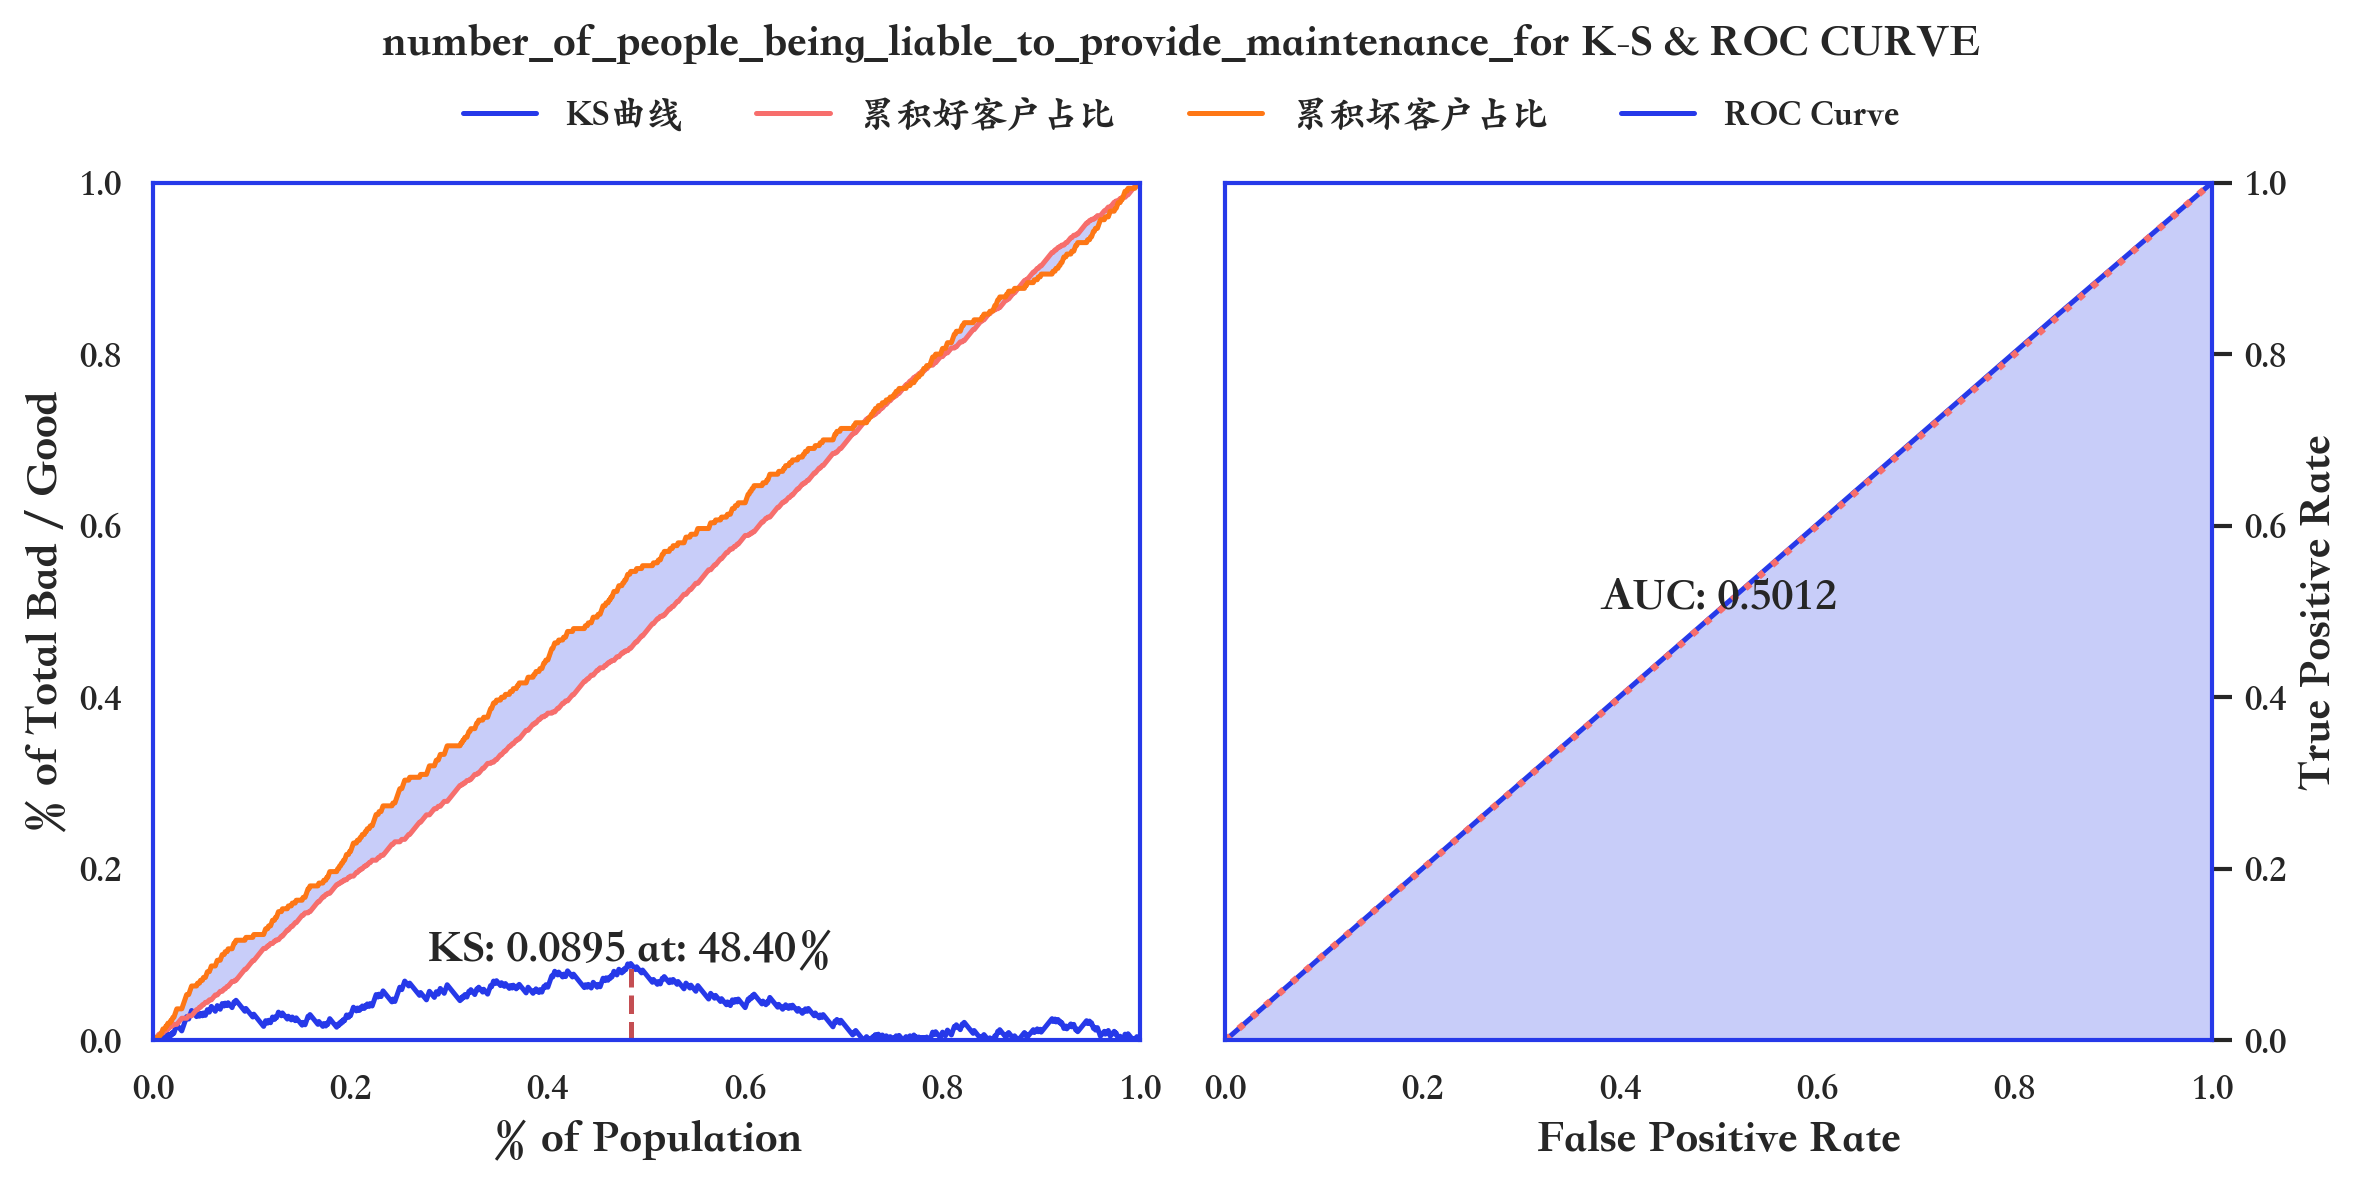 number_of_people_being_liable_to_provide_maintenance_for K-S & ROC CURVE
KS曲线 累积好客户占比 累积坏客户占比 ROC Curve
% of Total Bad / Good
1.0
0.8
0.6
0.4
0.2
0.0
KS: 0.0895 at: 48.40%
0.0 0.2 0.4 0.6 0.8 1.0
% of Population
AUC: 0.5012
0.0 0.2 0.4 0.6 0.8 1.0
False Positive Rate
1.0
0.8
0.6
0.4
0.2
0.0
True Positive Rate